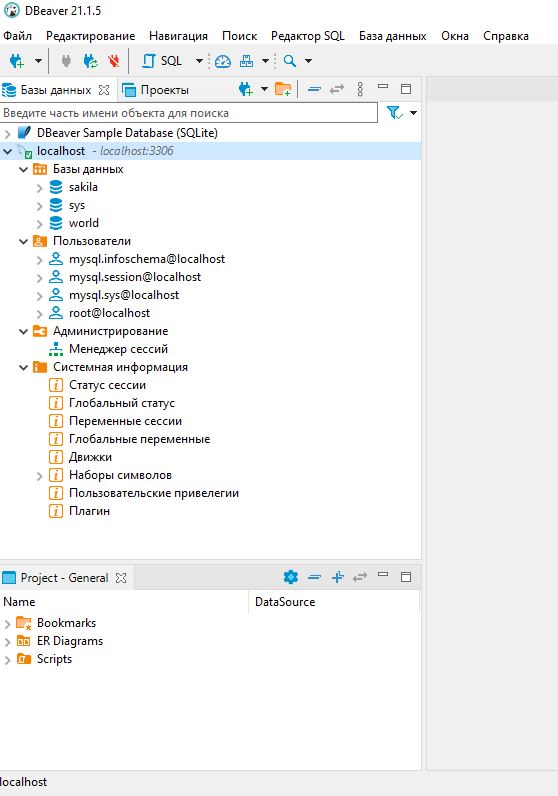 DBeaver 21.1.5
Файл Редактирование Навигация Поиск Редактор SQL База данных Окна Справка
SQL
Базы данных Проекты
Введите часть имени объекта для поиска
DBeaver Sample Database (SQLite)
localhost - localhost:3306
Базы данных
sakila
sys
world
Пользователи
mysql.infoschema@localhost
mysql.session@localhost
mysql.sys@localhost
root@localhost
Администрирование
Менеджер сессий
Системная информация
Статус сессии
Глобальный статус
Переменные сессии
Глобальные переменные
Движки
Наборы символов
Пользовательские привелегии
Плагин
Project - General
Name DataSource
Bookmarks
ER Diagrams
Scripts
localhost